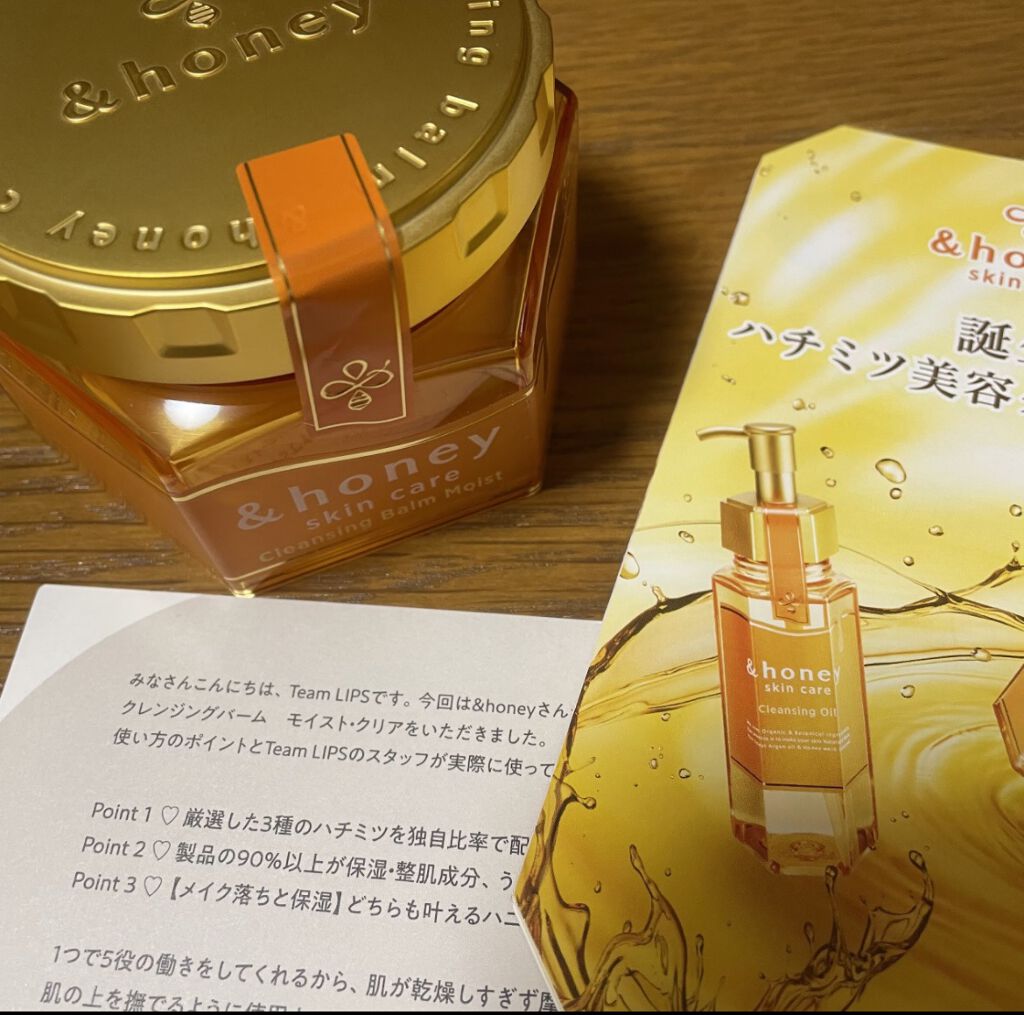 &honey
&honey c
ing balm
&honey
skin care
Cleansing Balm Moist
&ho
skin
誕生
ハチミツ美容
&honey
skin care
Cleansing Oil
みなさんこんにちは、Team LIPSです。今回は&honeyさん
クレンジングバーム モイスト・クリアをいただきました。
使い方のポイントとTeam LIPSのスタッフが実際に使って
Point 1 ♡ 厳選した3種のハチミツを独自比率で配
Point 2 ♡ 製品の90%以上が保湿・整肌成分、う
Point 3 ♡【メイク落ちと保湿】どちらも叶えるハニ
1つで5役の働きをしてくれるから、肌が乾燥しすぎず摩
肌の上を撫でるように使用